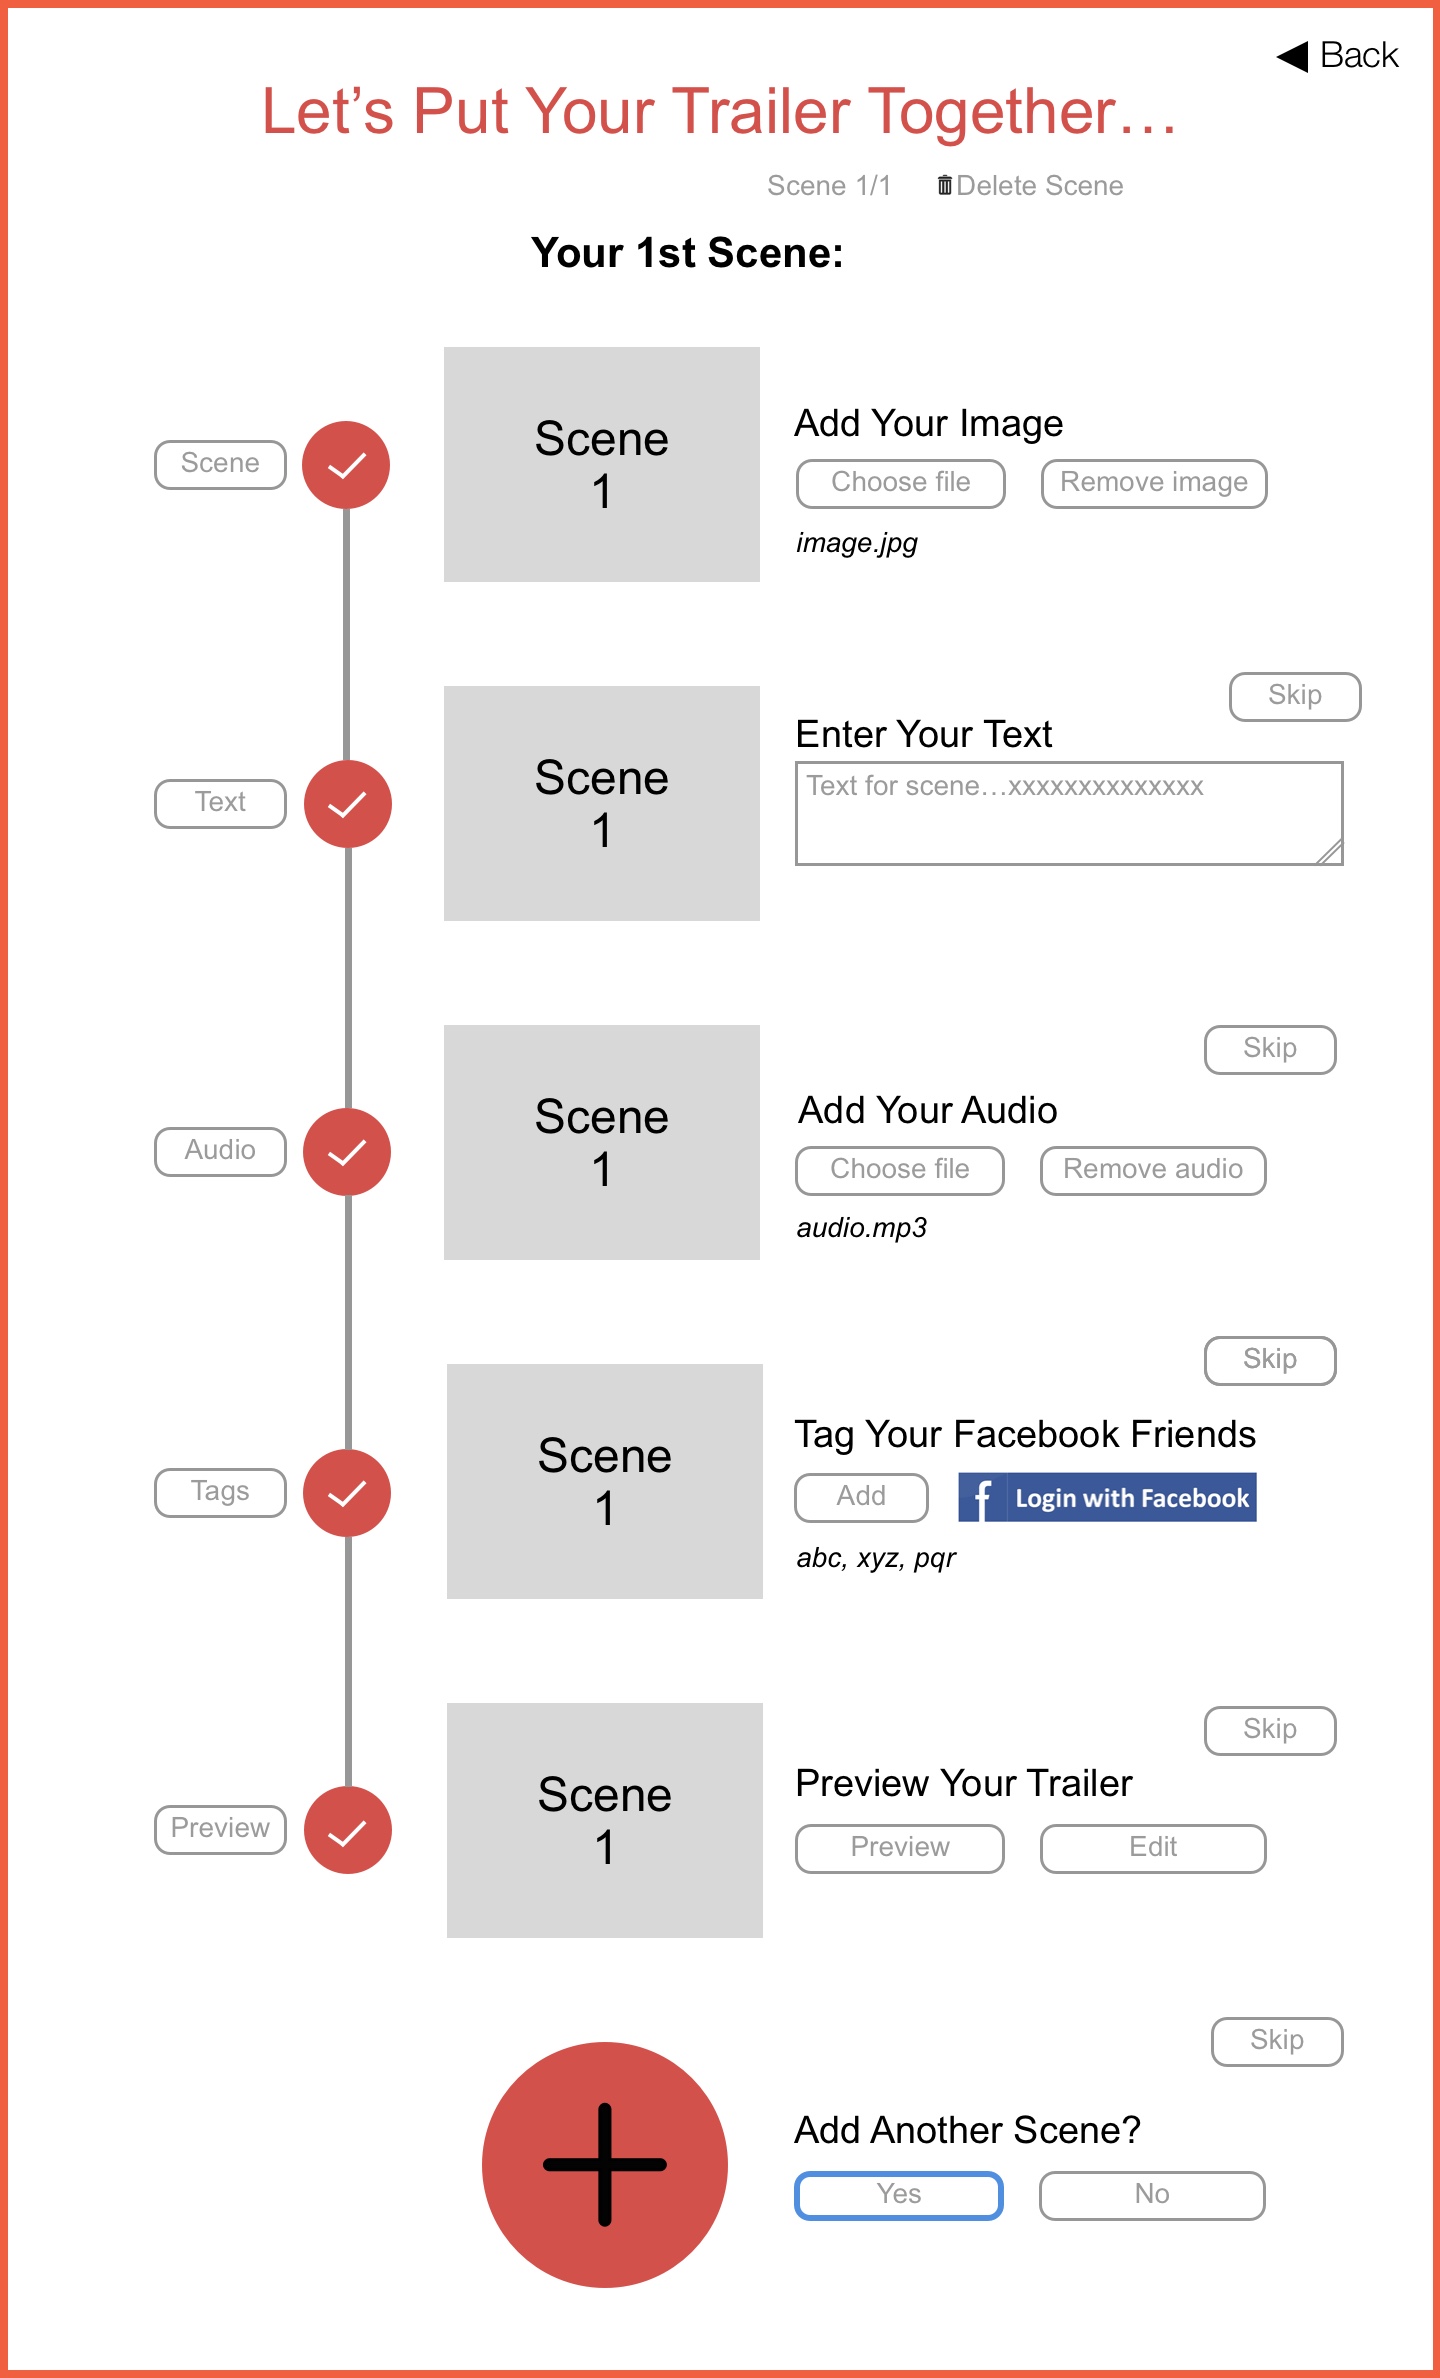 Back
Let’s Put Your Trailer Together…
Scene 1/1 Delete Scene
Your 1st Scene:
Scene
Scene
1
Add Your Image
Choose file Remove image
image.jpg
Text
Scene
1
Skip
Enter Your Text
Text for scene…xxxxxxxxxxxxxx
Audio
Scene
1
Skip
Add Your Audio
Choose file Remove audio
audio.mp3
Tags
Scene
1
Skip
Tag Your Facebook Friends
Add f Login with Facebook
abc, xyz, pqr
Preview
Scene
1
Skip
Preview Your Trailer
Preview Edit
Skip
Add Another Scene?
Yes No